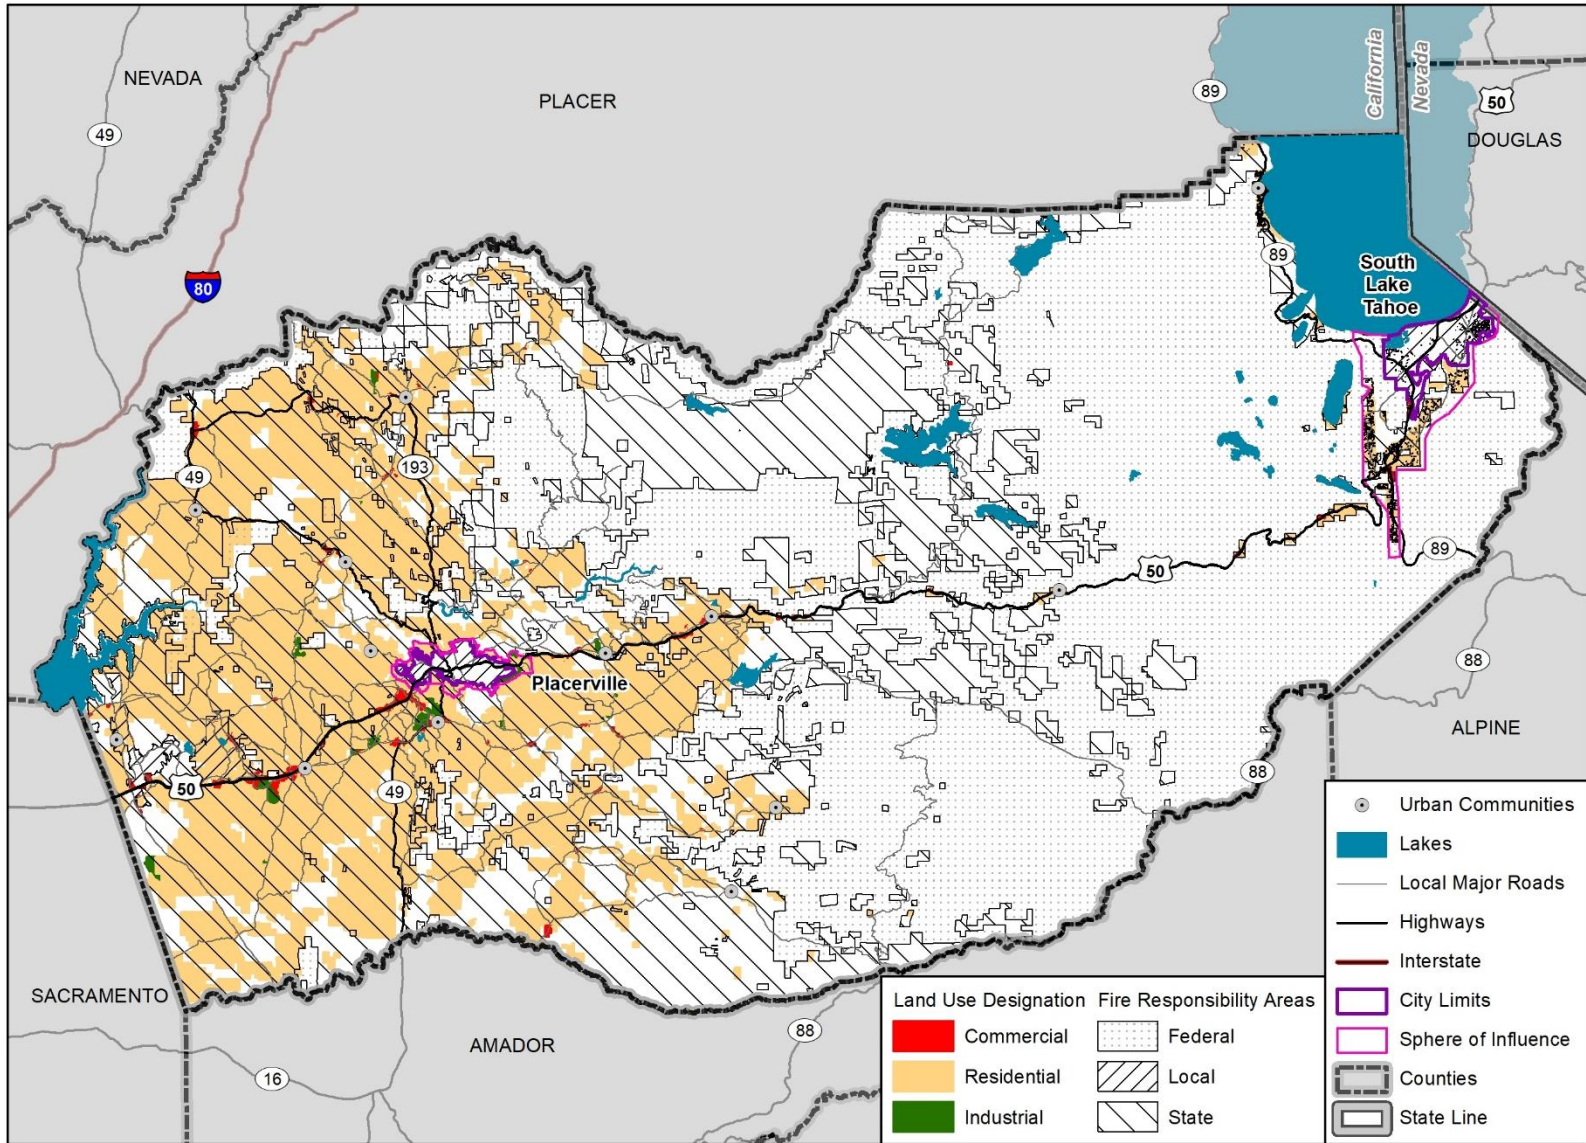 NEVADA
PLACER
89
California
Nevada
50
DOUGLAS
49
80
89
South
Lake
Tahoe
193
49
50
89
88
Placerville
ALPINE
50
49
88
SACRAMENTO
AMADOR
88
16
Land Use Designation
Commercial
Residential
Industrial
Fire Responsibility Areas
Federal
Local
State
Urban Communities
Lakes
Local Major Roads
Highways
Interstate
City Limits
Sphere of Influence
Counties
State Line